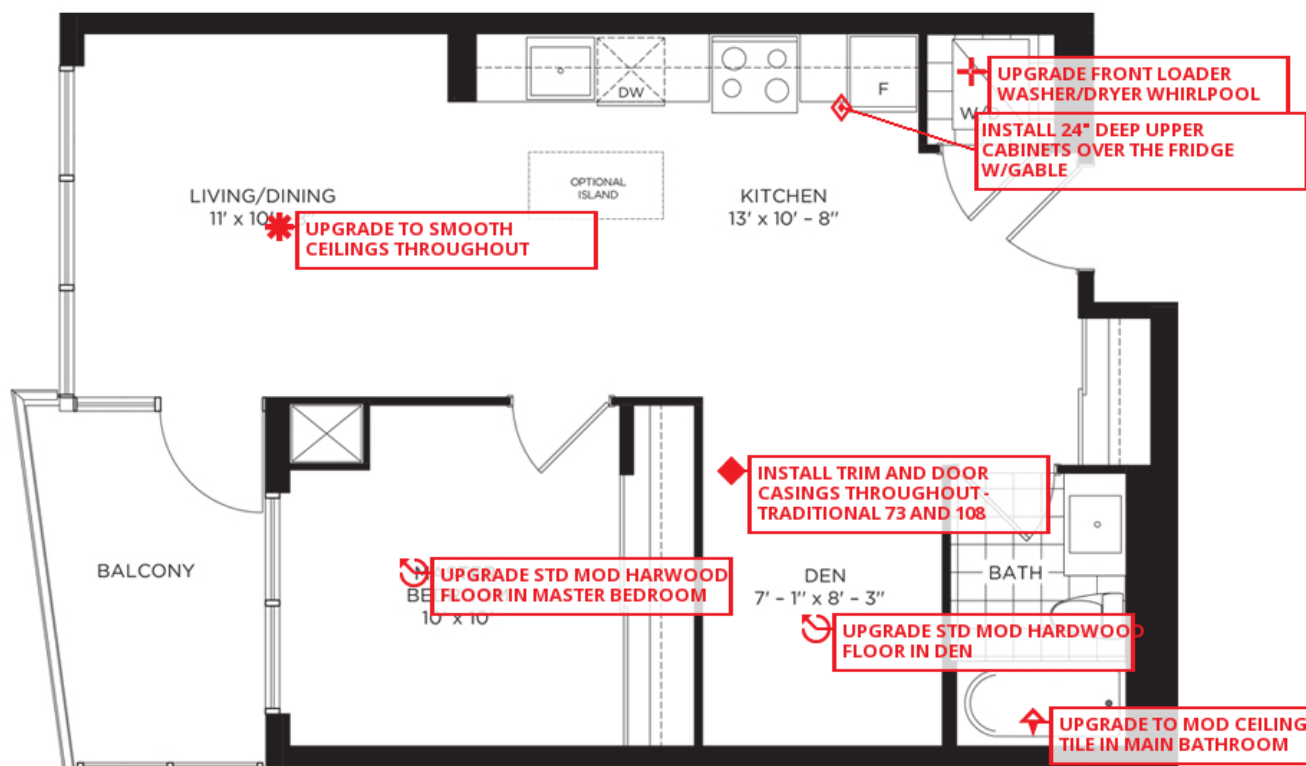 DW
F
UPGRADE FRONT LOADER
WASHER/DRYER WHIRLPOOL
INSTALL 24" DEEP UPPER
CABINETS OVER THE FRIDGE
W/GABLE
OPTIONAL
ISLAND
LIVING/DINING
11' x 10'
KITCHEN
13' x 10' – 8"
UPGRADE TO SMOOTH
CEILINGS THROUGHOUT
INSTALL TRIM AND DOOR
CASINGS THROUGHOUT -
TRADITIONAL 73 AND 108
BALCONY
UPGRADE STD MOD HARWOOD
FLOOR IN MASTER BEDROOM
10' x 10'
DEN
7' – 1" x 8' – 3"
BATH
UPGRADE STD MOD HARDWOOD
FLOOR IN DEN
UPGRADE TO MOD CEILING
TILE IN MAIN BATHROOM